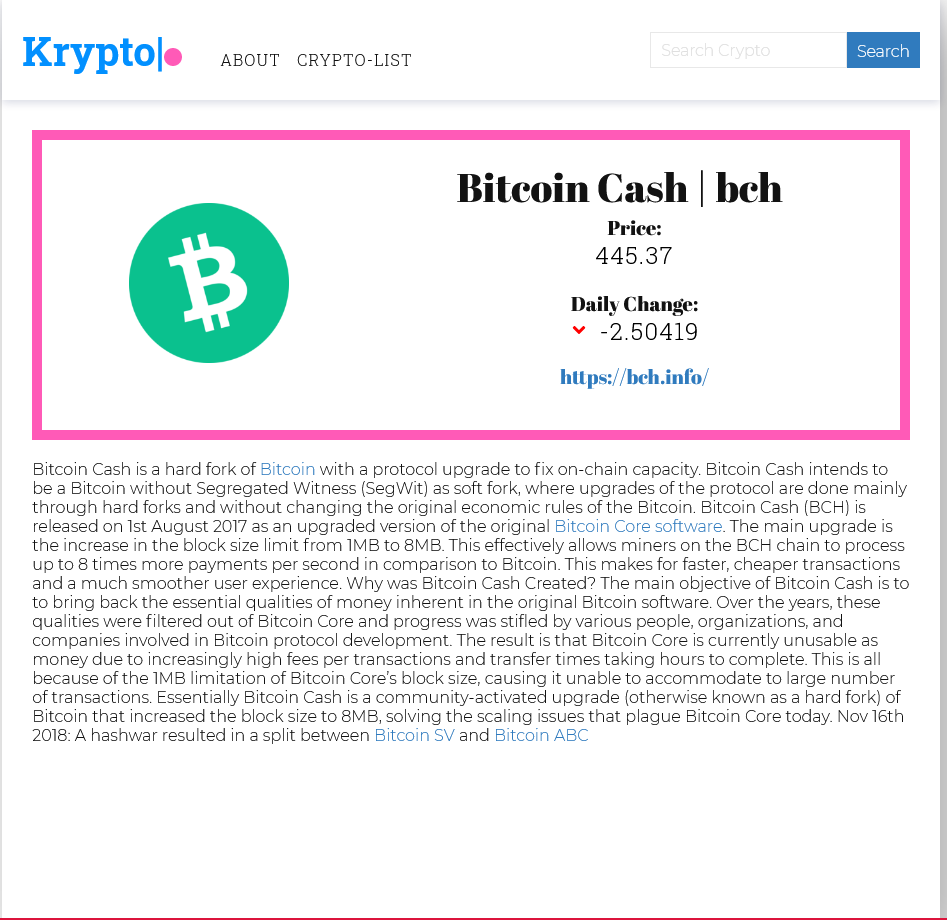 Krypto|
ABOUT CRYPTO-LIST
Search Crypto
Search
Bitcoin Cash | bch
Price:
445.37
Daily Change:
-2.50419
https://bch.info/
Bitcoin Cash is a hard fork of Bitcoin with a protocol upgrade to fix on-chain capacity. Bitcoin Cash intends to
be a Bitcoin without Segregated Witness (SegWit) as soft fork, where upgrades of the protocol are done mainly
through hard forks and without changing the original economic rules of the Bitcoin. Bitcoin Cash (BCH) is
released on 1st August 2017 as an upgraded version of the original Bitcoin Core software. The main upgrade is
the increase in the block size limit from 1MB to 8MB. This effectively allows miners on the BCH chain to process
up to 8 times more payments per second in comparison to Bitcoin. This makes for faster, cheaper transactions
and a much smoother user experience. Why was Bitcoin Cash Created? The main objective of Bitcoin Cash is to
to bring back the essential qualities of money inherent in the original Bitcoin software. Over the years, these
qualities were filtered out of Bitcoin Core and progress was stifled by various people, organizations, and
companies involved in Bitcoin protocol development. The result is that Bitcoin Core is currently unusable as
money due to increasingly high fees per transactions and transfer times taking hours to complete. This is all
because of the 1MB limitation of Bitcoin Core's block size, causing it unable to accommodate to large number
of transactions. Essentially Bitcoin Cash is a community-activated upgrade (otherwise known as a hard fork) of
Bitcoin that increased the block size to 8MB, solving the scaling issues that plague Bitcoin Core today. Nov 16th
2018: A hashwar resulted in a split between Bitcoin SV and Bitcoin ABC